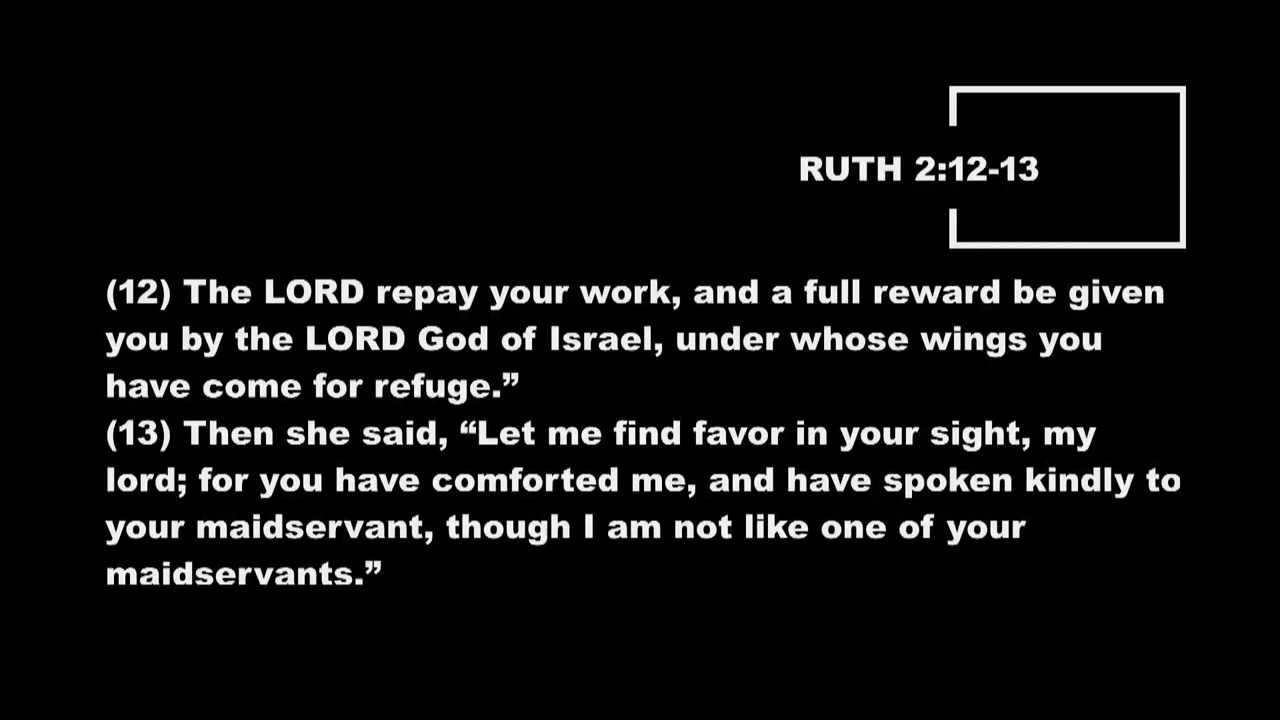 RUTH 2:12-13
(12) The LORD repay your work, and a full reward be given
you by the LORD God of Israel, under whose wings you
have come for refuge.”
(13) Then she said, “Let me find favor in your sight, my
lord; for you have comforted me, and have spoken kindly to
your maidservant, though I am not like one of your
maidservants.”